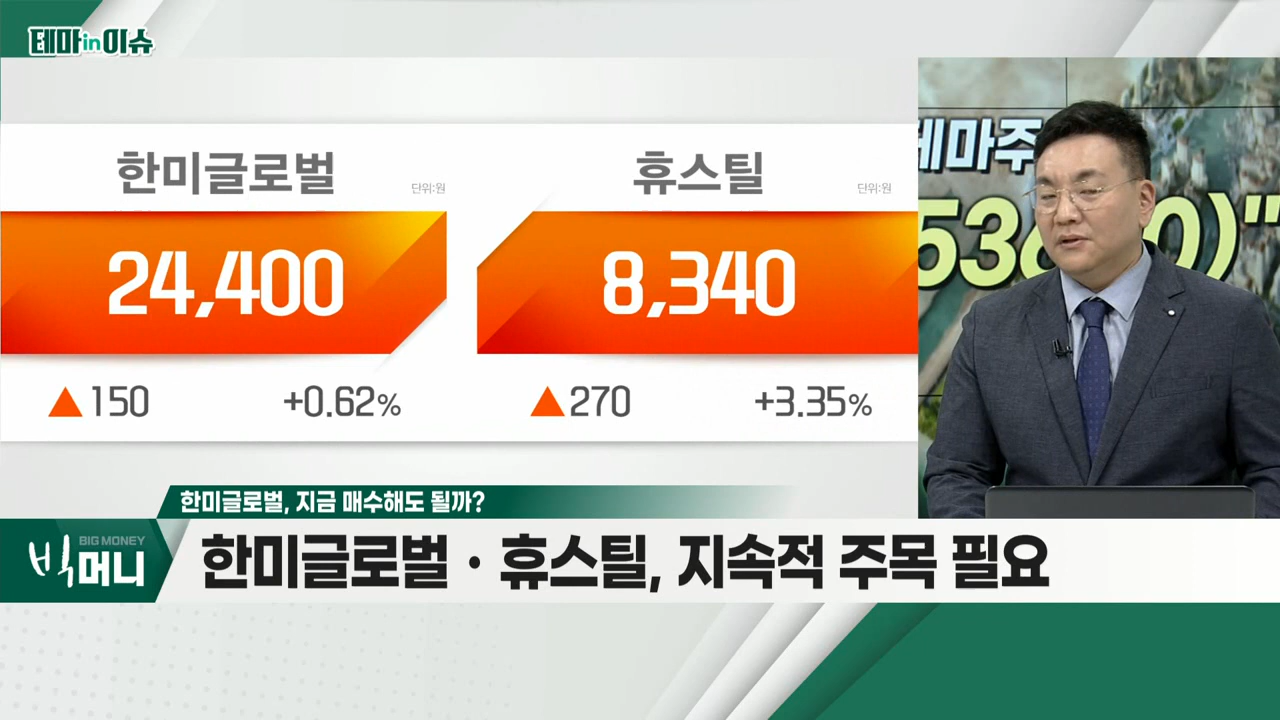 테마in이슈
한미글로벌
단위:원
24,400
▲150 +0.62%
휴스틸
단위:원
8,340
▲270 +3.35%
테마주
한미글로벌, 지금 매수해도 될까?
BIG MONEY
빅머니
한미글로벌·휴스틸, 지속적 주목 필요